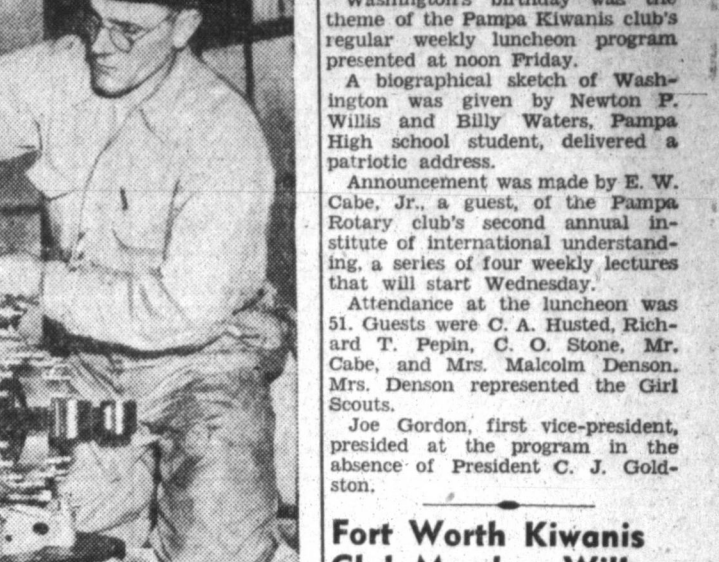 Washington's birthday was the
theme of the Pampa Kiwanis club's
regular weekly luncheon program
presented at noon Friday.
A biographical sketch of Wash-
ington was given by Newton P.
Willis and Billy Waters, Pampa
High school student, delivered a
patriotic address.
Announcement was made by E. W.
Cabe, Jr., a guest, of the Pampa
Rotary club's second annual in-
stitute of international understand-
ing, a series of four weekly lectures
that will start Wednesday.
Attendance at the luncheon was
51. Guests were C. A. Husted, Rich-
ard T. Pepin, C. O. Stone, Mr.
Cabe, and Mrs. Malcolm Denson.
Mrs. Denson represented the Girl
Scouts.
Joe Gordon, first vice-president,
presided at the program in the
absence of President C. J. Gold-
ston.
Fort Worth Kiwanis